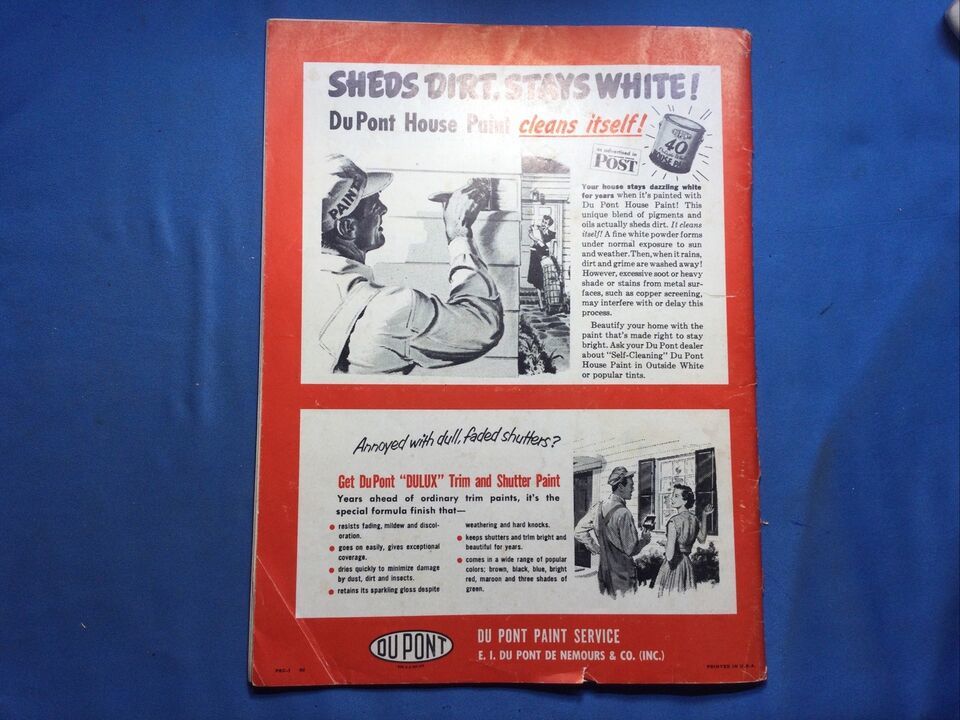 SHEDS DIRT, STAYS WHITE!
Du Pont House Paint cleans itself!
as advertised in
POST
40
HOUSE
PAINT
Your house stays dazzling white
for years when it's painted with
Du Pont House Paint! This
unique blend of pigments and
oils actually sheds dirt. It cleans
itself! A fine white powder forms
under normal exposure to sun
and weather. Then, when it rains,
dirt and grime are washed away!
However, excessive soot or heavy
shade or stains from metal sur-
faces, such as copper screening,
may interfere with or delay this
process.
Beautify your home with the
paint that's made right to stay
bright. Ask your Du Pont dealer
about "Self-Cleaning" Du Pont
House Paint in Outside White
or popular tints.
Annoyed with dull, faded shutters?
Get Du Pont "DULUX" Trim and Shutter Paint
Years ahead of ordinary trim paints, it's the
special formula finish that—
resists fading, mildew and discol-
oration.
goes on easily, gives exceptional
coverage.
dries quickly to minimize damage
by dust, dirt and insects.
retains its sparkling gloss despite
weathering and hard knocks.
keeps shutters and trim bright and
beautiful for years.
comes in a wide range of popular
colors; brown, black, blue, bright
red, maroon and three shades of
green.
DU PONT
DU PONT PAINT SERVICE
E. I. DU PONT DE NEMOURS & CO. (INC.)
PRINTED IN U.S.A.